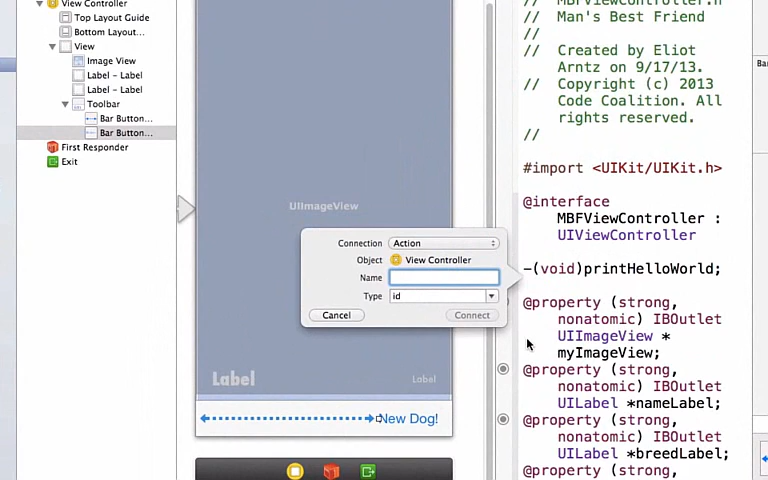 View Controller
Top Layout Guide
Bottom Layout...
View
Image View
Label - Label
Label - Label
Toolbar
Bar Button...
Bar Button...
First Responder
Exit
UIImageView
Label
Label
New Dog!
Connection Action
Object View Controller
Name
Type id
Cancel Connect
// MBFViewController.h
// Man's Best Friend
//
// Created by Eliot
Arntz on 9/17/13.
// Copyright (c) 2013
Code Coalition. All
rights reserved.
//
#import <UIKit/UIKit.h>
@interface
MBFViewController :
UIViewController
-(void)printHelloWorld;
@property (strong,
nonatomic) IBOutlet
UIImageView *
myImageView;
@property (strong,
nonatomic) IBOutlet
UILabel *nameLabel;
@property (strong,
nonatomic) IBOutlet
UILabel *breedLabel;
@property (strong,
Ba